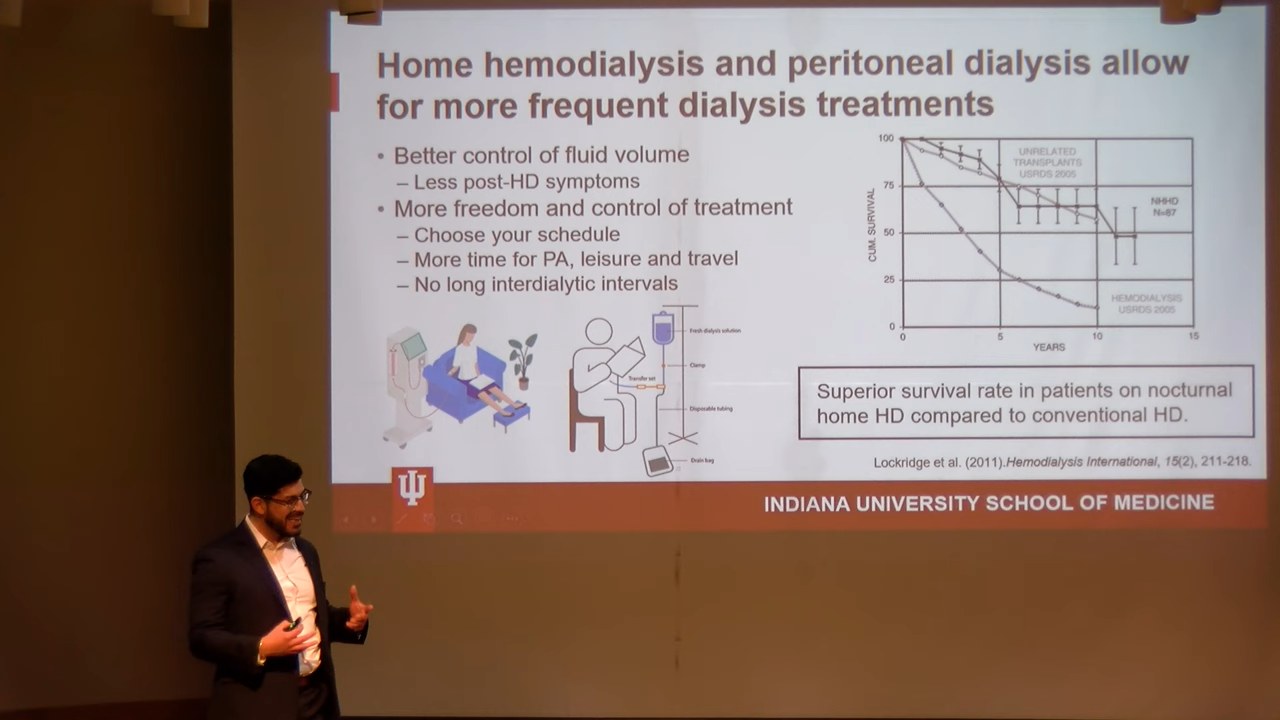 Home hemodialysis and peritoneal dialysis allow
for more frequent dialysis treatments
• Better control of fluid volume
– Less post-HD symptoms
• More freedom and control of treatment
– Choose your schedule
– More time for PA, leisure and travel
– No long interdialytic intervals
Fresh dialysis solution
Clamp
Transfer set
Disposable tubing
Drain bag
CUM. SURVIVAL
100
75
50
25
0
0
5
10
15
YEARS
UNRELATED
TRANSPLANTS
USRDS 2005
NHHD
N=87
HEMODIALYSIS
USRDS 2005
Superior survival rate in patients on nocturnal
home HD compared to conventional HD.
Lockridge et al. (2011).Hemodialysis International, 15(2), 211-218.
INDIANA UNIVERSITY SCHOOL OF MEDICINE